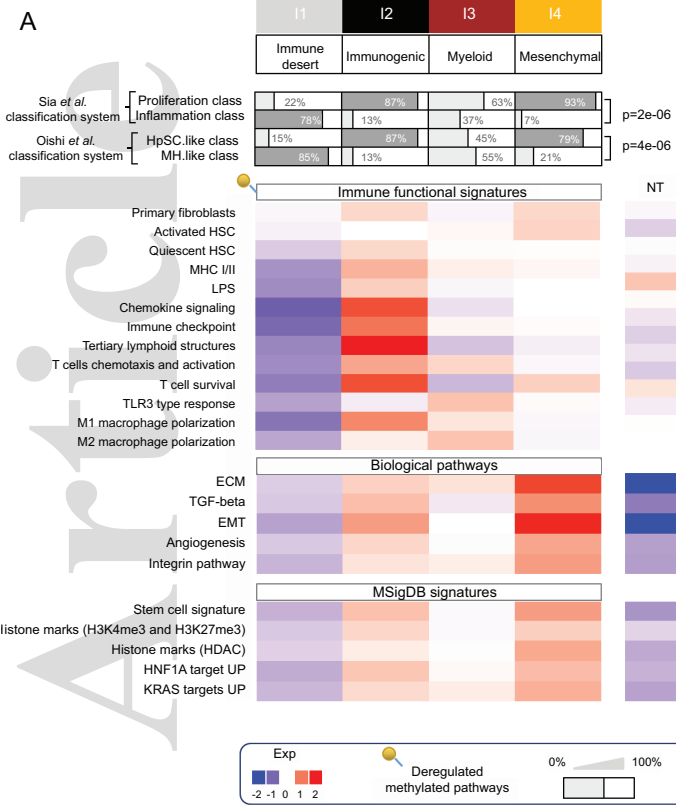 A
I1 I2 I3 I4
Immune desert Immunogenic Myeloid Mesenchymal
Sia et al. classification system
Proliferation class 22% 87% 63% 93%
Inflammation class 78% 13% 37% 7%
p=2e-06
Oishi et al. classification system
HpSC.like class 15% 87% 45% 79%
MH.like class 85% 13% 55% 21%
p=4e-06
Immune functional signatures
NT
Primary fibroblasts
Activated HSC
Quiescent HSC
MHC I/II
LPS
Chemokine signaling
Immune checkpoint
Tertiary lymphoid structures
T cells chemotaxis and activation
T cell survival
TLR3 type response
M1 macrophage polarization
M2 macrophage polarization
Biological pathways
ECM
TGF-beta
EMT
Angiogenesis
Integrin pathway
MSigDB signatures
Stem cell signature
Histone marks (H3K4me3 and H3K27me3)
Histone marks (HDAC)
HNF1A target UP
KRAS targets UP
Exp
-2 -1 0 1 2
Deregulated
methylated pathways
0% 100%
Article